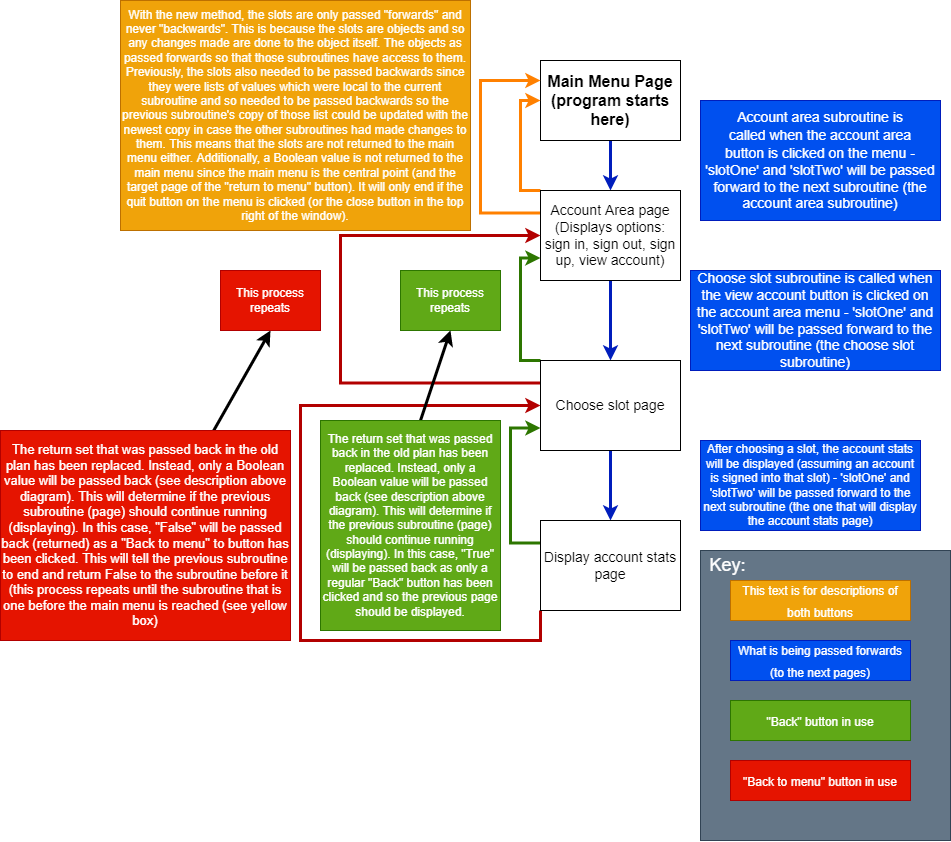 With the new method, the slots are only passed "forwards" and
never "backwards". This is because the slots are objects and so
any changes made are done to the object itself. The objects as
passed forwards so that those subroutines have access to them.
Previously, the slots also needed to be passed backwards since
they were lists of values which were local to the current
subroutine and so needed to be passed backwards so the
previous subroutine's copy of those list could be updated with the
newest copy in case the other subroutines had made changes to
them. This means that the slots are not returned to the main
menu either. Additionally, a Boolean value is not returned to the
main menu since the main menu is the central point (and the
target page of the "return to menu" button). It will only end if the
quit button on the menu is clicked (or the close button in the top
right of the window).
Main Menu Page
(program starts
here)
Account area subroutine is
called when the account area
button is clicked on the menu -
'slotOne' and 'slotTwo' will be passed
forward to the next subroutine (the
account area subroutine)
Account Area page
(Displays options:
sign in, sign out, sign
up, view account)
This process
repeats
This process
repeats
Choose slot subroutine is called when
the view account button is clicked on
the account area menu - 'slotOne' and
'slotTwo' will be passed forward to the
next subroutine (the choose slot
subroutine)
Choose slot page
The return set that was passed back in the old
plan has been replaced. Instead, only a Boolean
value will be passed back (see description above
diagram). This will determine if the previous
subroutine (page) should continue running
(displaying). In this case, "False" will be passed
back (returned) as a "Back to menu" to button has
been clicked. This will tell the previous subroutine
to end and return False to the subroutine before it
(this process repeats until the subroutine that is
one before the main menu is reached (see yellow
box)
The return set that was passed
back in the old plan has been
replaced. Instead, only a
Boolean value will be passed
back (see description above
diagram). This will determine if
the previous subroutine (page)
should continue running
(displaying). In this case, "True"
will be passed back as only a
regular "Back" button has been
clicked and so the previous page
should be displayed.
After choosing a slot, the account stats
will be displayed (assuming an account
is signed into that slot) - 'slotOne' and
'slotTwo' will be passed forward to the
next subroutine (the one that will display
the account stats page)
Display account stats
page
Key:
This text is for descriptions of
both buttons
What is being passed forwards
(to the next pages)
"Back" button in use
"Back to menu" button in use